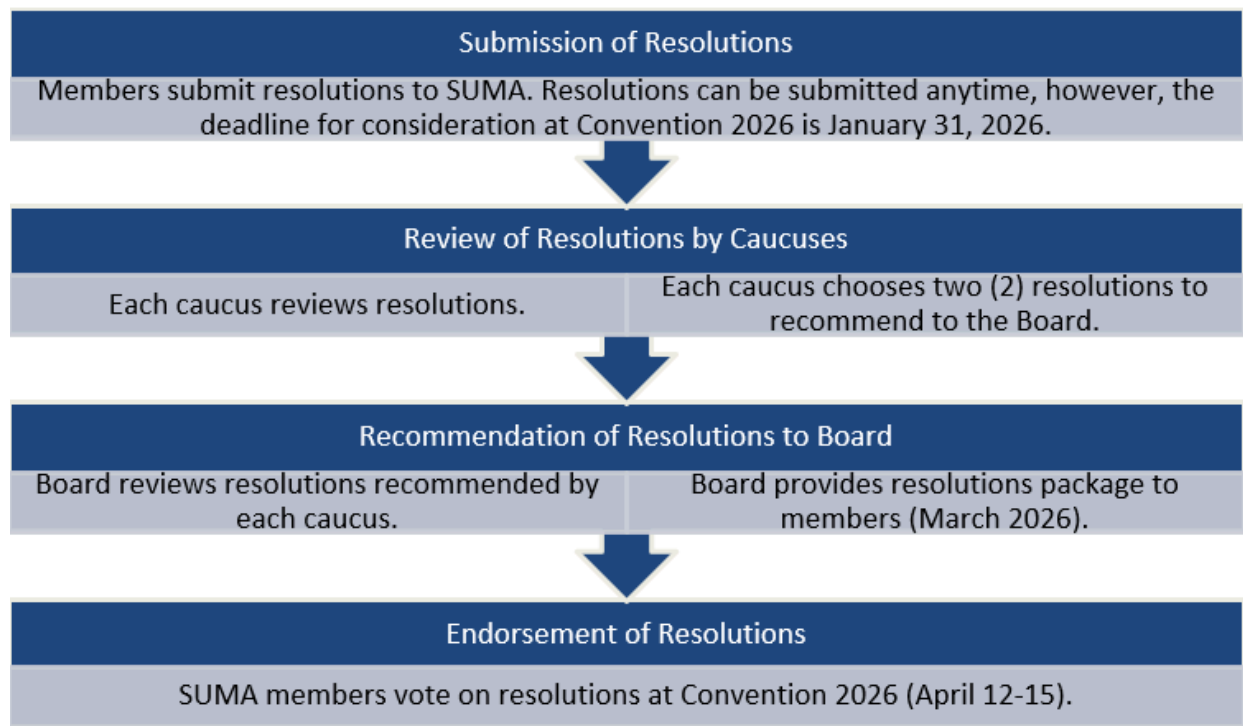 Submission of Resolutions
Members submit resolutions to SUMA. Resolutions can be submitted anytime, however, the
deadline for consideration at Convention 2026 is January 31, 2026.
Review of Resolutions by Caucuses
Each caucus reviews resolutions.
Each caucus chooses two (2) resolutions to
recommend to the Board.
Recommendation of Resolutions to Board
Board reviews resolutions recommended by
each caucus.
Board provides resolutions package to
members (March 2026).
Endorsement of Resolutions
SUMA members vote on resolutions at Convention 2026 (April 12-15).